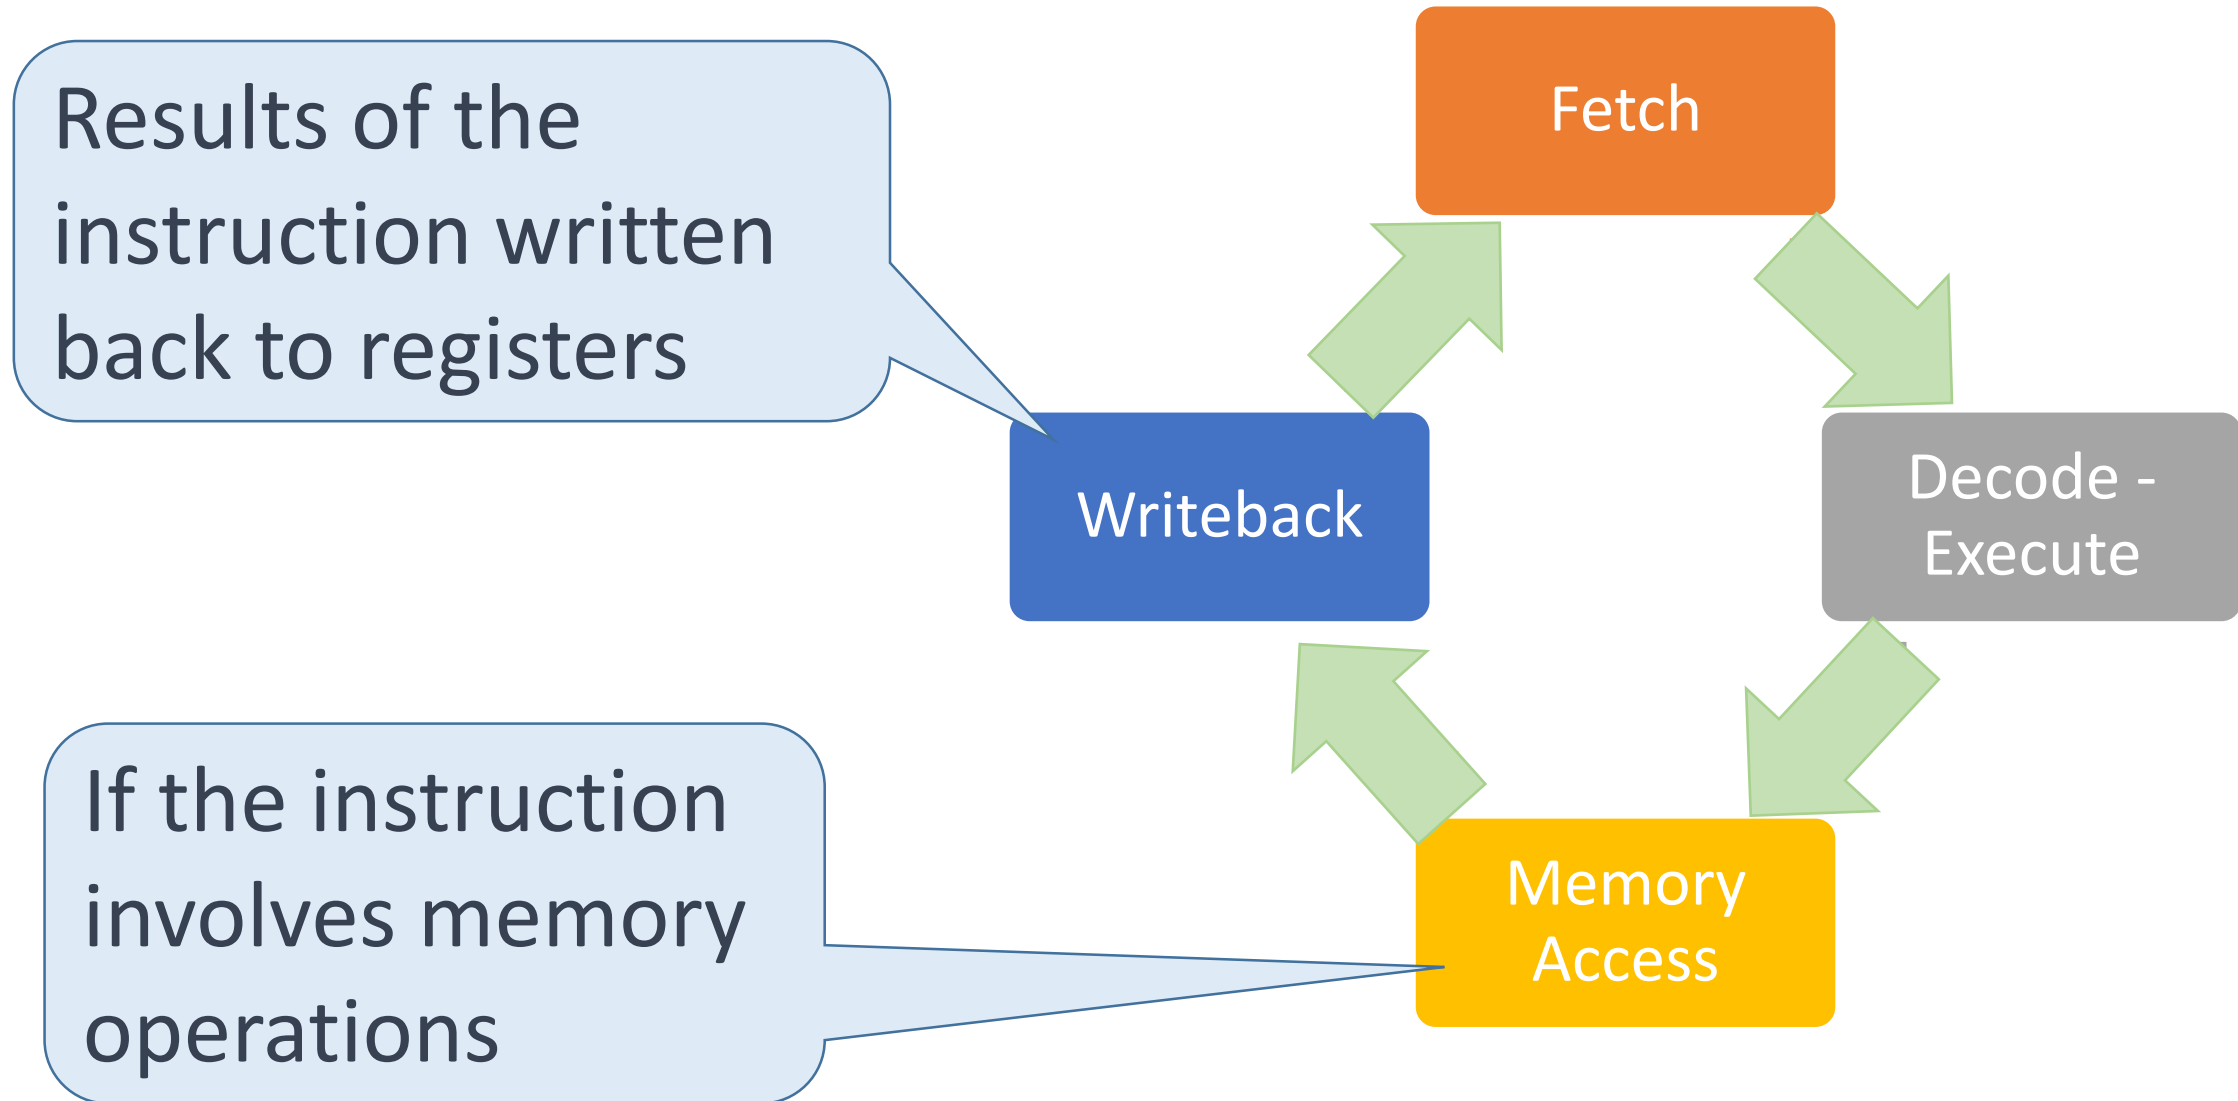 Results of the
instruction written
back to registers
Fetch
Writeback
Decode -
Execute
If the instruction
involves memory
operations
Memory
Access